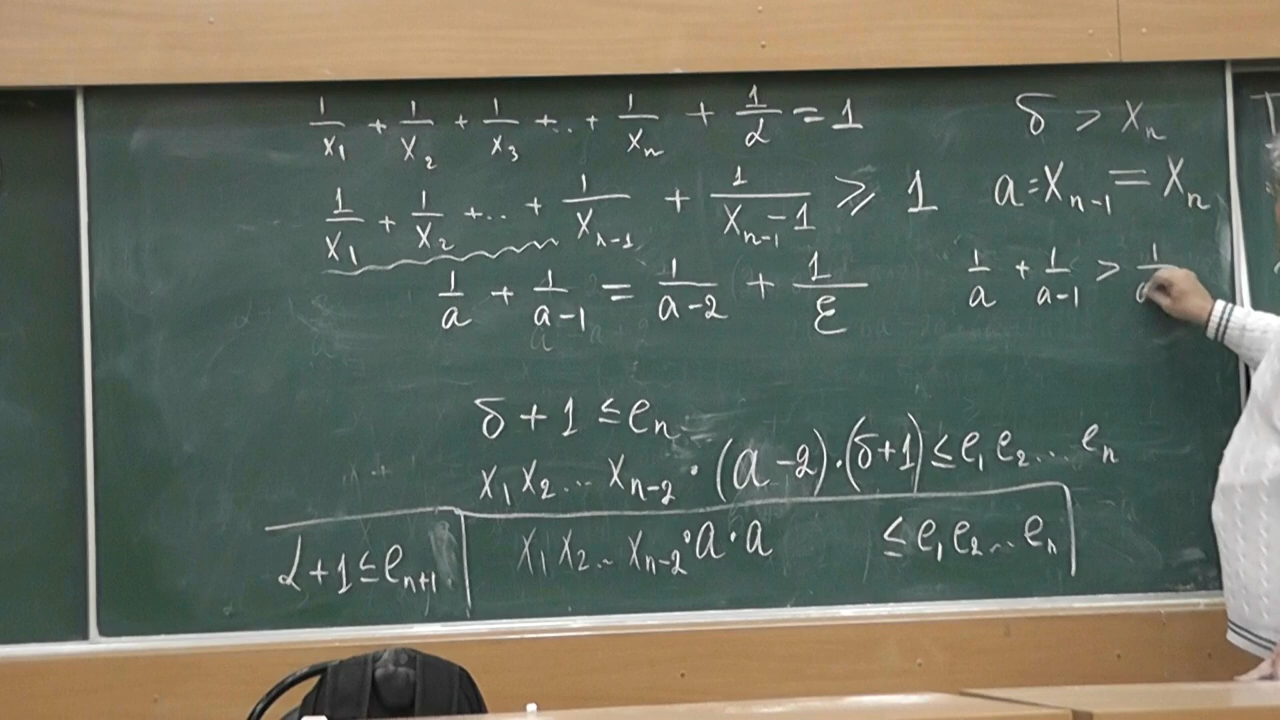 1/x₁ + 1/x₂ + 1/x₃ + ... + 1/xₙ + 1/α = 1
δ > xₙ
1/x₁ + 1/x₂ + ... + 1/xₙ₋₁ + 1/(xₙ₋₁ - 1) ≥ 1
a = xₙ₋₁ = xₙ
1/a + 1/(a-1) = 1/(a-2) + 1/ε
1/a + 1/(a-1) > 1/
δ + 1 ≤ eₙ
x₁ x₂ ... xₙ₋₂ · (a - 2) · (δ+1) ≤ e₁ e₂ ... eₙ
α + 1 ≤ eₙ₊₁
x₁ x₂ ... xₙ₋₂ · a · a ≤ e₁ e₂ ... eₙ